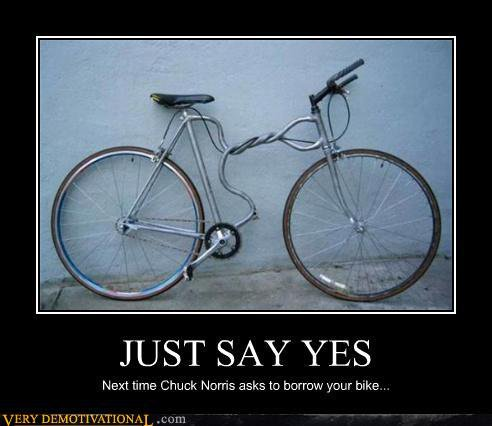 JUST SAY YES
Next time Chuck Norris asks to borrow your bike...
VERY DEMOTIVATIONAL.com